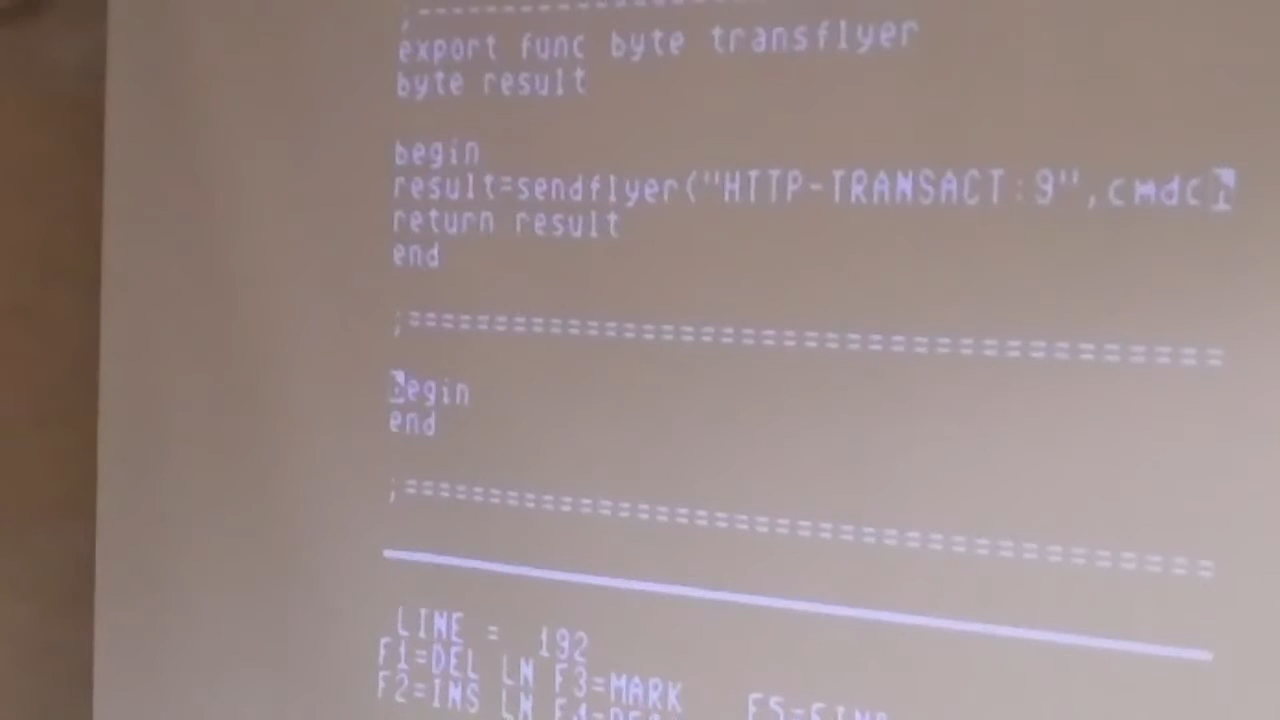 ;--------------------
export func byte transflyer
byte result
begin
result=sendflyer("HTTP-TRANSACT:9",cmdc
return result
end
;=================================================
begin
end
;=================================================
LINE = 192
F1=DEL LN F3=MARK
F2=INS LN